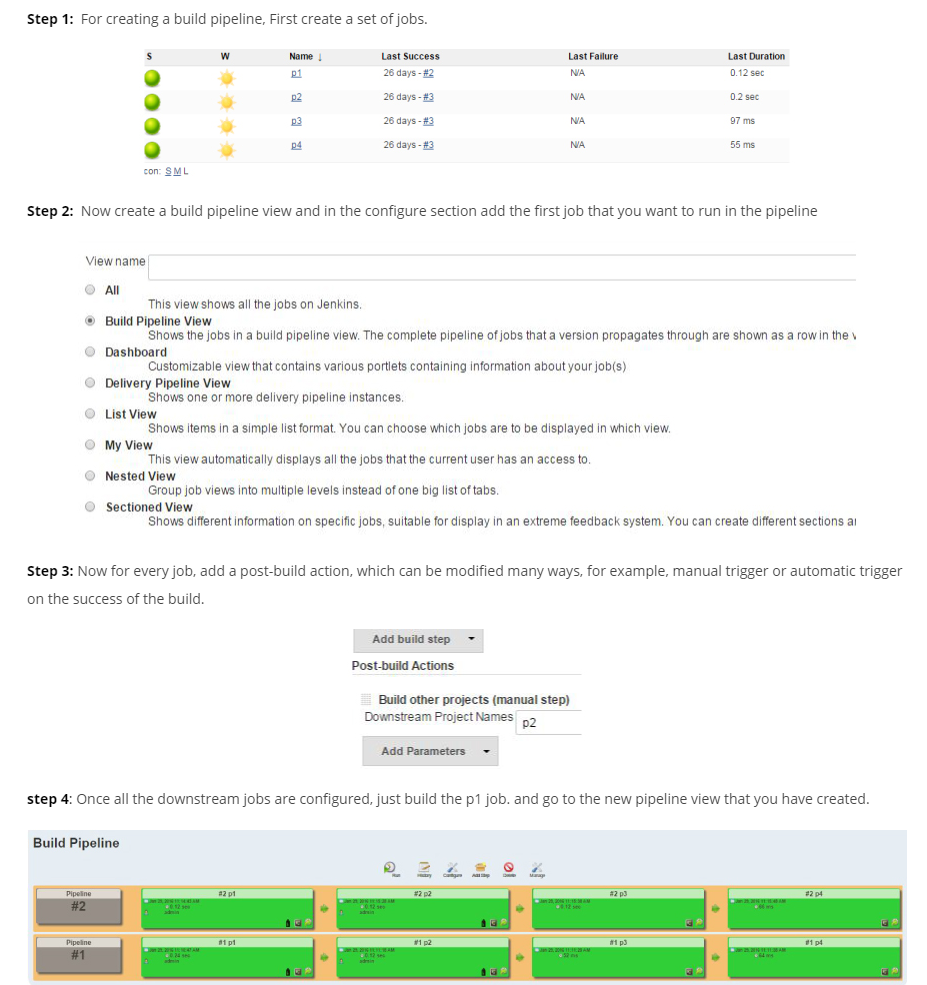 Step 1: For creating a build pipeline, First create a set of jobs.
S W Name ↓ Last Success Last Failure Last Duration
p1 26 days - #2 N/A 0.12 sec
p2 26 days - #3 N/A 0.2 sec
p3 26 days - #3 N/A 97 ms
p4 26 days - #3 N/A 55 ms
con: S M L
Step 2: Now create a build pipeline view and in the configure section add the first job that you want to run in the pipeline
View name
All
This view shows all the jobs on Jenkins.
Build Pipeline View
Shows the jobs in a build pipeline view. The complete pipeline of jobs that a version propagates through are shown as a row in the v
Dashboard
Customizable view that contains various portlets containing information about your job(s)
Delivery Pipeline View
Shows one or more delivery pipeline instances.
List View
Shows items in a simple list format. You can choose which jobs are to be displayed in which view.
My View
This view automatically displays all the jobs that the current user has an access to.
Nested View
Group job views into multiple levels instead of one big list of tabs.
Sectioned View
Shows different information on specific jobs, suitable for display in an extreme feedback system. You can create different sections ar
Step 3: Now for every job, add a post-build action, which can be modified many ways, for example, manual trigger or automatic trigger
on the success of the build.
Add build step
Post-build Actions
Build other projects (manual step)
Downstream Project Names p2
Add Parameters
step 4: Once all the downstream jobs are configured, just build the p1 job. and go to the new pipeline view that you have created.
Build Pipeline
Run History Configure Add Step Delete Manage
Pipeline #2 p1 #2 p2 #2 p3 #2 p4
#2
Pipeline #1 p1 #1 p2 #1 p3 #1 p4
#1